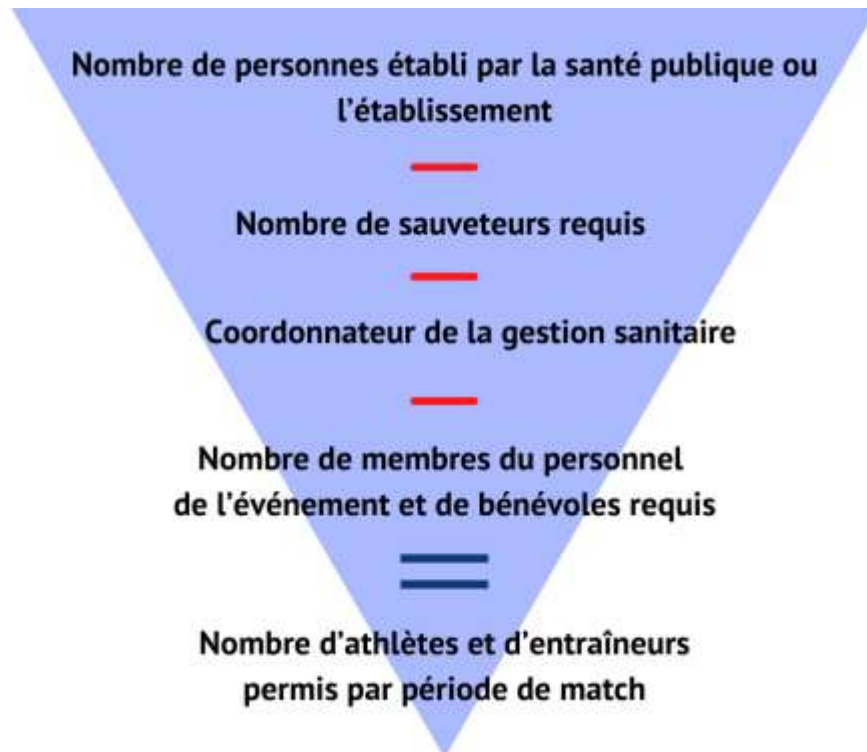 Nombre de personnes établi par la santé publique ou
l'établissement
—
Nombre de sauveteurs requis
—
Coordonnateur de la gestion sanitaire
—
Nombre de membres du personnel
de l'événement et de bénévoles requis
=
Nombre d'athlètes et d'entraîneurs
permis par période de match